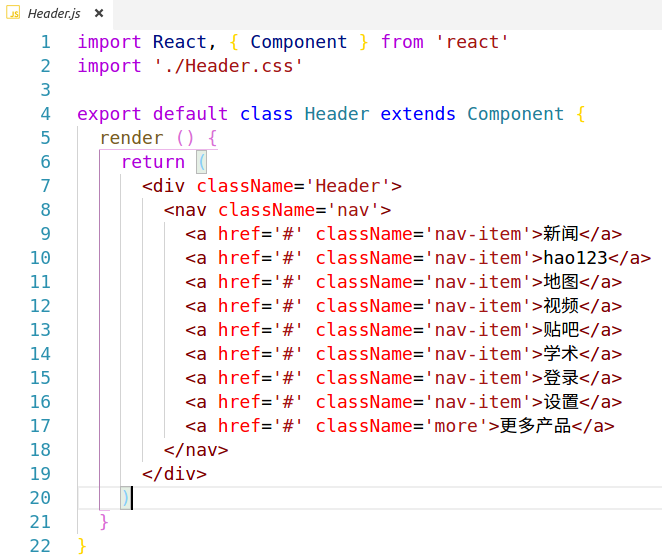 JS Header.js ×
1 import React, { Component } from 'react'
2 import './Header.css'
3
4 export default class Header extends Component {
5   render () {
6     return (
7       <div className='Header'>
8         <nav className='nav'>
9           <a href='#' className='nav-item'>新闻</a>
10           <a href='#' className='nav-item'>hao123</a>
11           <a href='#' className='nav-item'>地图</a>
12           <a href='#' className='nav-item'>视频</a>
13           <a href='#' className='nav-item'>贴吧</a>
14           <a href='#' className='nav-item'>学术</a>
15           <a href='#' className='nav-item'>登录</a>
16           <a href='#' className='nav-item'>设置</a>
17           <a href='#' className='more'>更多产品</a>
18         </nav>
19       </div>
20     )
21   }
22 }